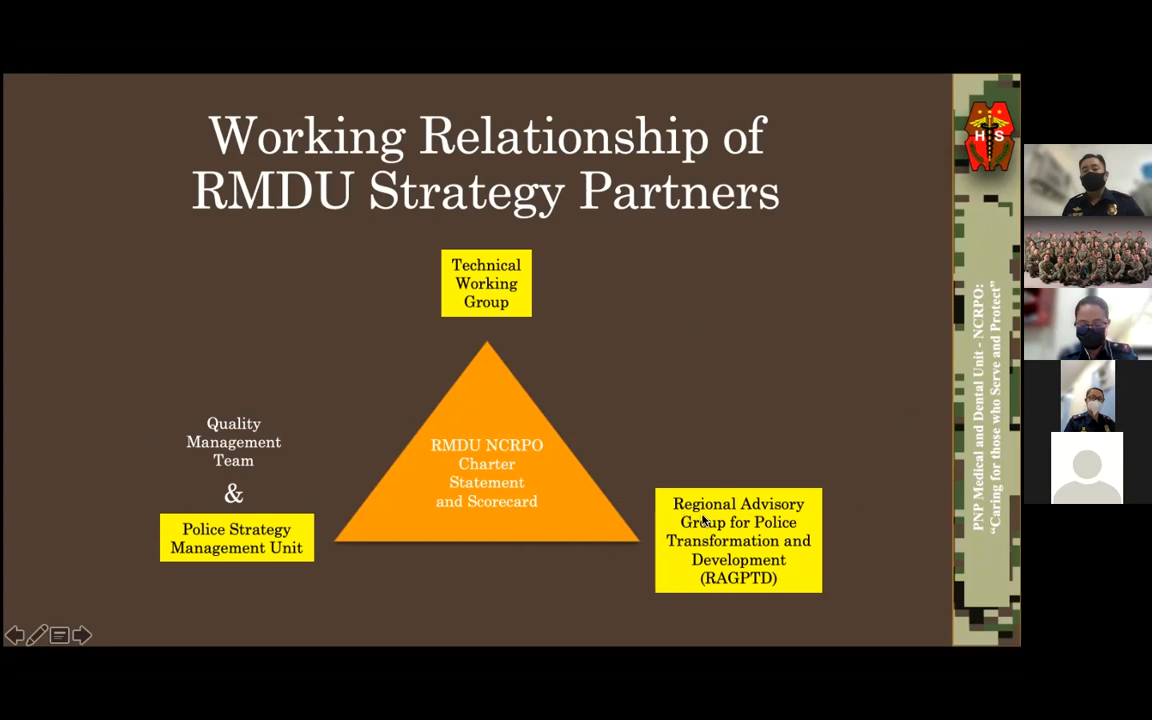 Working Relationship of
RMDU Strategy Partners
Technical
Working
Group
Quality
Management
Team
&
Police Strategy
Management Unit
RMDU NCRPO
Charter
Statement
and Scorecard
Regional Advisory
Group for Police
Transformation and
Development
(RAGPTD)
H S
PNP Medical and Dental Unit - NCRPO:
“Caring for those who Serve and Protect”